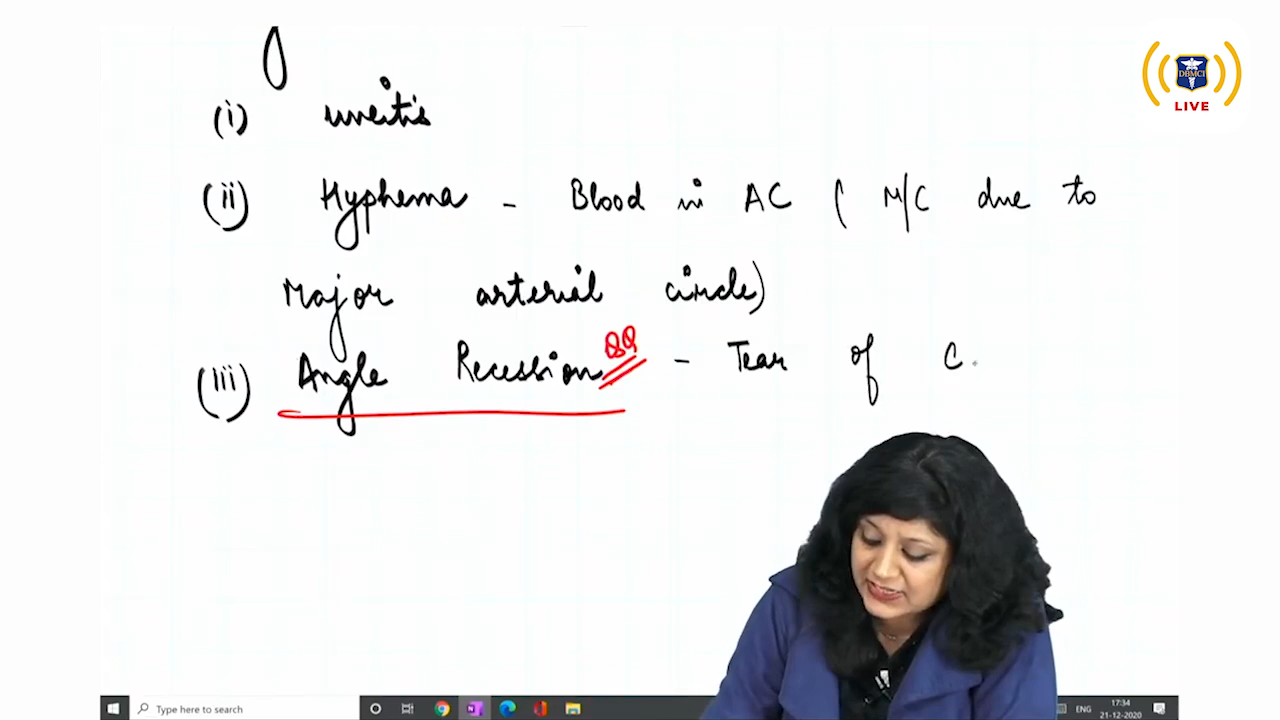 DBMCI
LIVE
(i) uveitis
(ii) Hyphema - Blood in AC ( M/C due to
Major arterial circle)
(iii) Angle Recession - Tear of C
Type here to search
ENG
17:34
21-12-2020